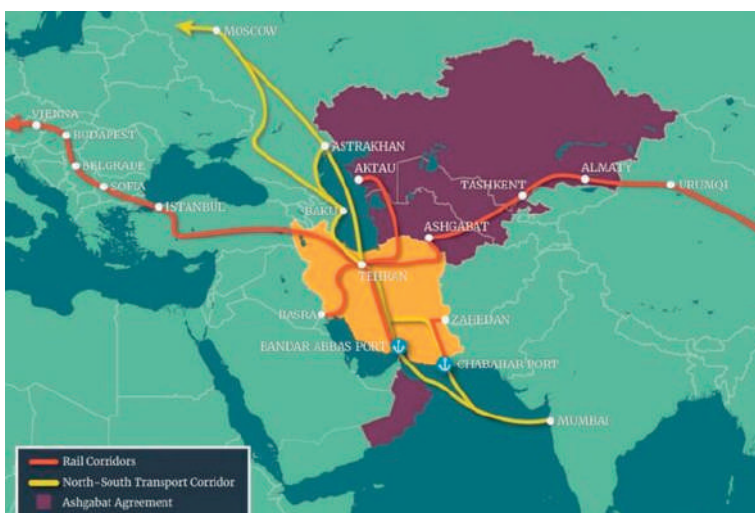 MOSCOW
VIENNA
BUDAPEST
BELGRADE
SOFIA
ISTANBUL
ASTRAKHAN
AKTAU
ALMATY
TASHKENT
URUMQI
BAKU
ASHGABAT
TEHRAN
BASRA
ZAHEDAN
BANDAR ABBAS PORT
CHABAHAR PORT
MUMBAI
Rail Corridors
North-South Transport Corridor
Ashgabat Agreement